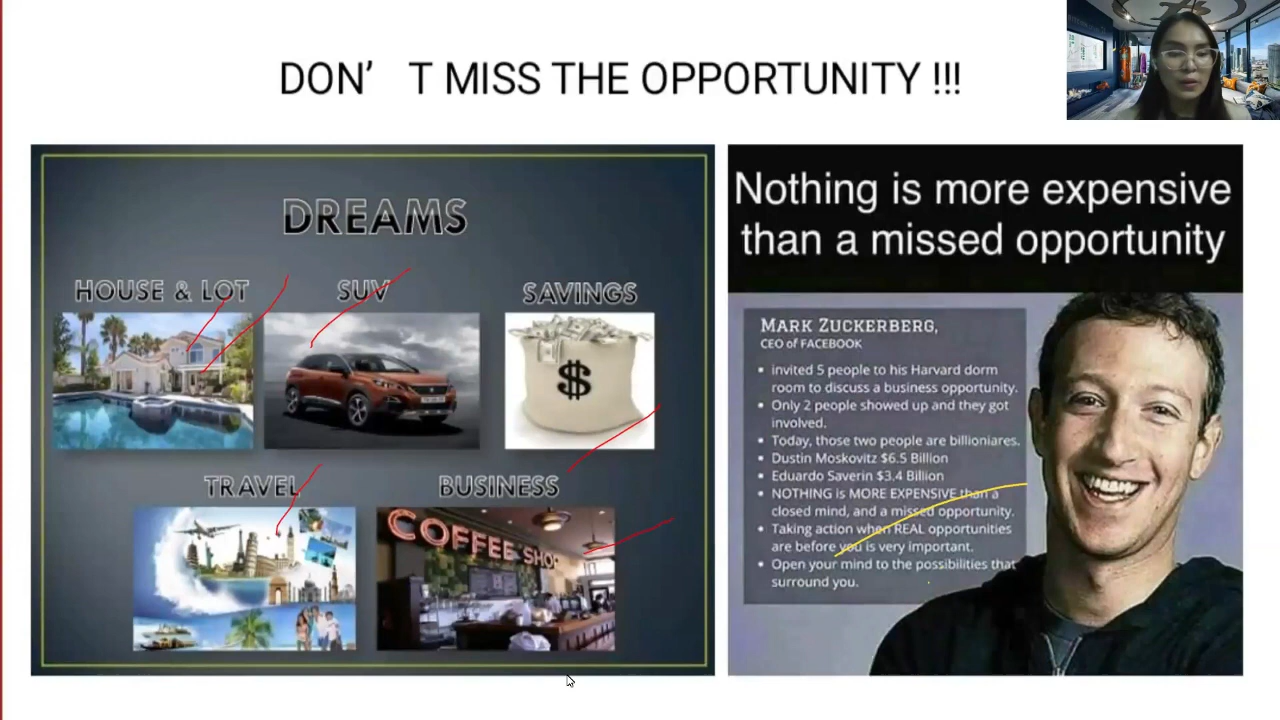 DON' T MISS THE OPPORTUNITY !!!
DREAMS
HOUSE & LOT
SUV
SAVINGS
$
TRAVEL
BUSINESS
COFFEE SHOP
Nothing is more expensive
than a missed opportunity
MARK ZUCKERBERG,
CEO of FACEBOOK
• invited 5 people to his Harvard dorm
room to discuss a business opportunity.
• Only 2 people showed up and they got
involved.
• Today, those two people are billioniares.
• Dustin Moskovitz $6.5 Billion
• Eduardo Saverin $3.4 Billion
• NOTHING is MORE EXPENSIVE than a
closed mind, and a missed opportunity.
• Taking action when REAL opportunities
are before you is very important.
• Open your mind to the possibilities that
surround you.